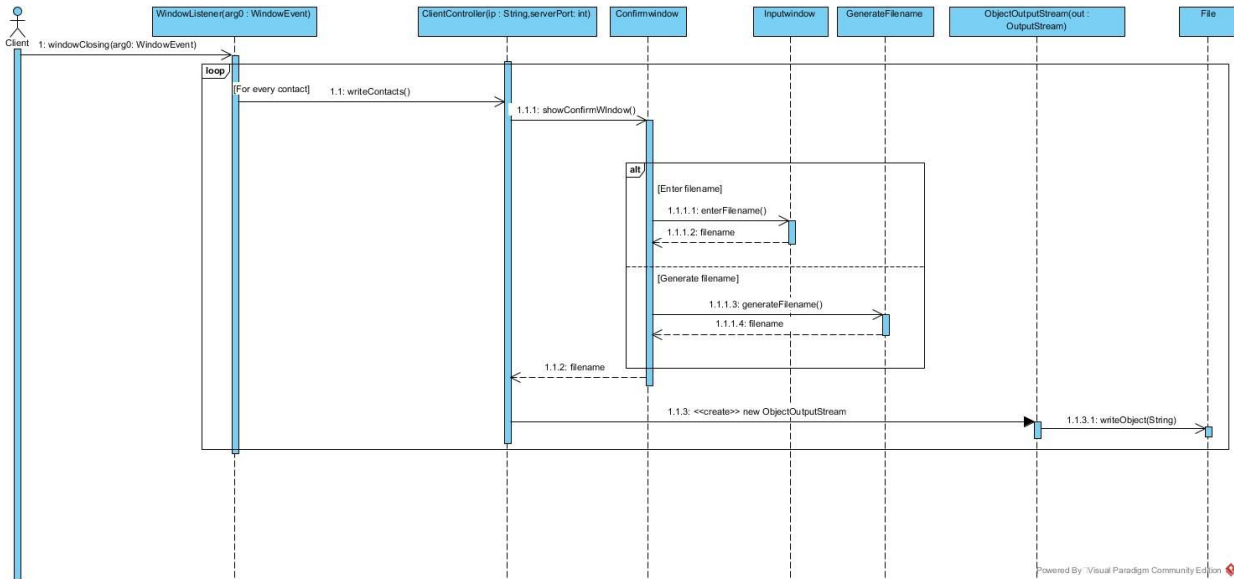 WindowListener(arg0 : WindowEvent)
ClientController(ip : String,serverPort: int)
Confirmwindow
Inputwindow
GenerateFilename
ObjectOutputStream(out :
OutputStream)
File
Client
1: windowClosing(arg0: WindowEvent)
loop
[For every contact]
1.1: writeContacts()
1.1.1: showConfirmWIndow()
alt
[Enter filename]
1.1.1.1: enterFilename()
1.1.1.2: filename
[Generate filename]
1.1.1.3: generateFilename()
1.1.1.4: filename
1.1.2: filename
1.1.3: <<create>> new ObjectOutputStream
1.1.3.1: writeObject(String)
Powered By Visual Paradigm Community Edition